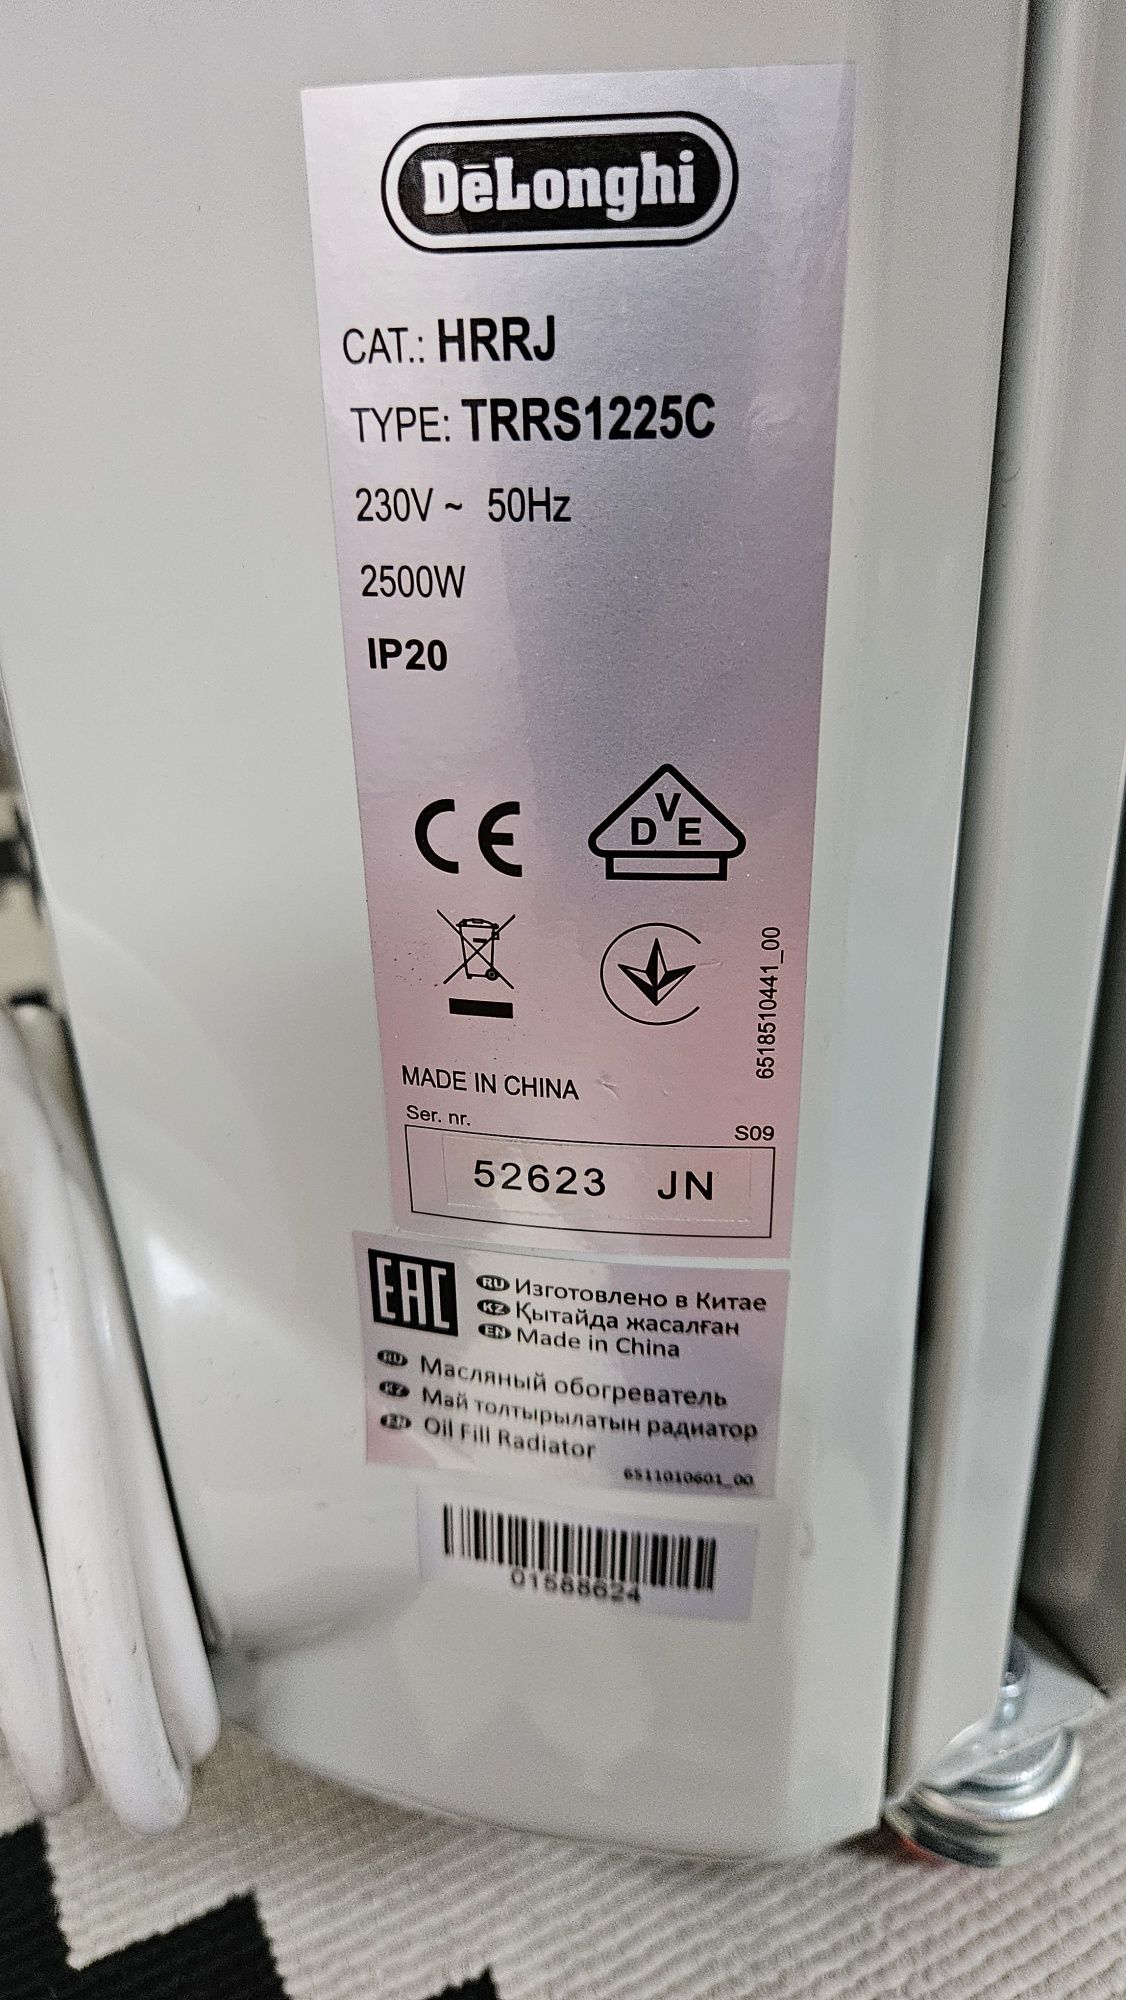 DeLonghi
CAT.: HRRJ
TYPE: TRRS1225C
230V ~ 50Hz
2500W
IP20
CE
DVE
6518510441_00
MADE IN CHINA
Ser. nr.
S09
52623 JN
EAC
RU Изготовлено в Китае
KZ Қытайда жасалған
EN Made in China
RU Масляный обогреватель
KZ Май толтырылатын радиатор
EN Oil Fill Radiator
6511010601_00
01588624